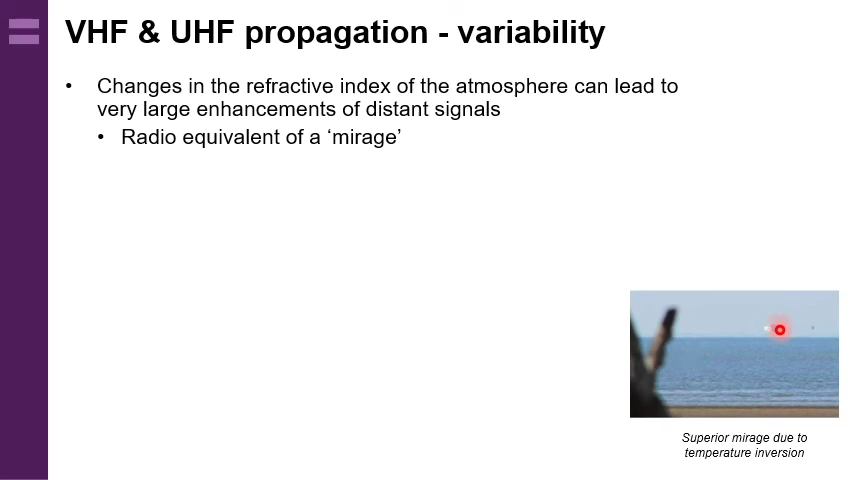 VHF & UHF propagation - variability
• Changes in the refractive index of the atmosphere can lead to
very large enhancements of distant signals
• Radio equivalent of a ‘mirage’
Superior mirage due to
temperature inversion